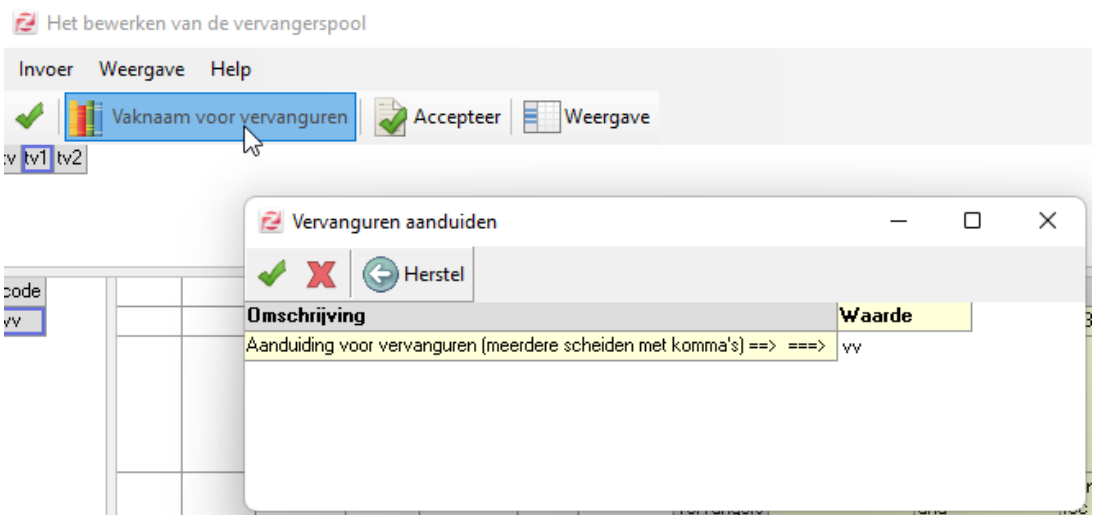 Het bewerken van de vervangerspool
Invoer Weergave Help
Vaknaam voor vervanguren Accepteer Weergave
tv1 tv2
Vervanguren aanduiden
Herstel
code
Omschrijving Waarde
vv
Aanduiding voor vervanguren (meerdere scheiden met komma's) ==> ===> vv